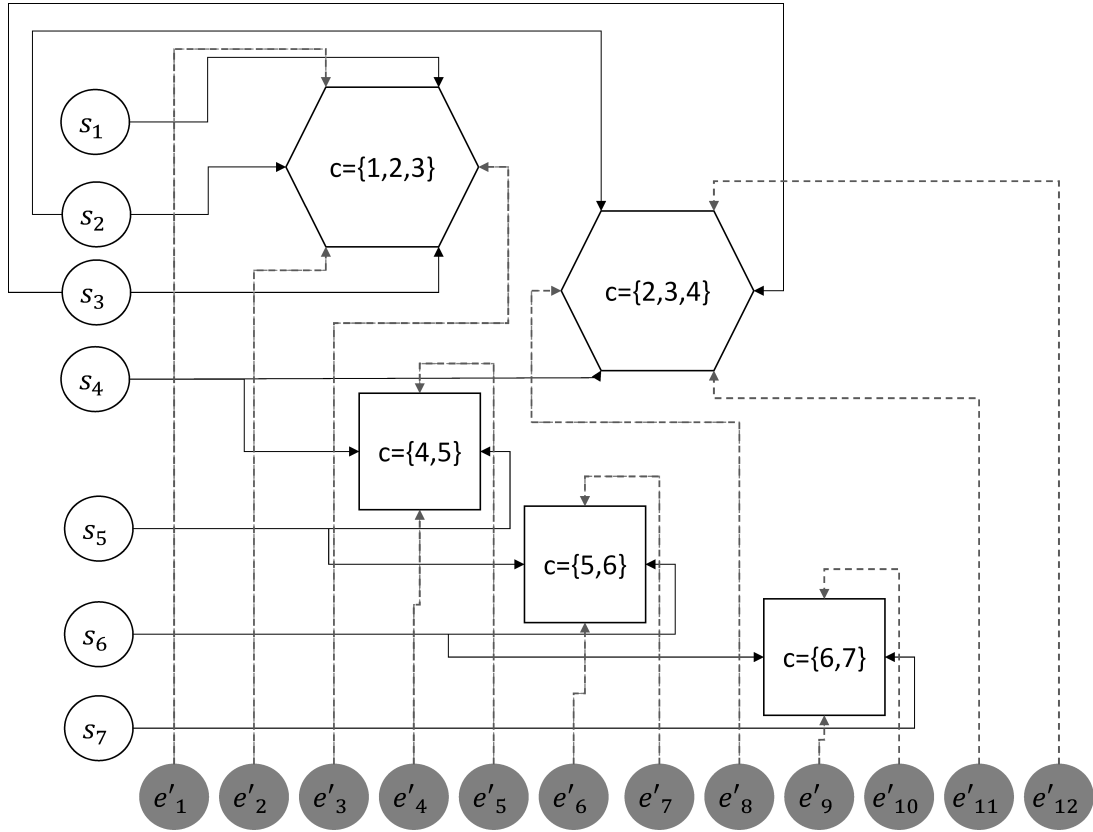 s₁
c={1,2,3}
s₂
s₃
c={2,3,4}
s₄
c={4,5}
s₅
c={5,6}
s₆
c={6,7}
s₇
e′₁ e′₂ e′₃ e′₄ e′₅ e′₆ e′₇ e′₈ e′₉ e′₁₀ e′₁₁ e′₁₂